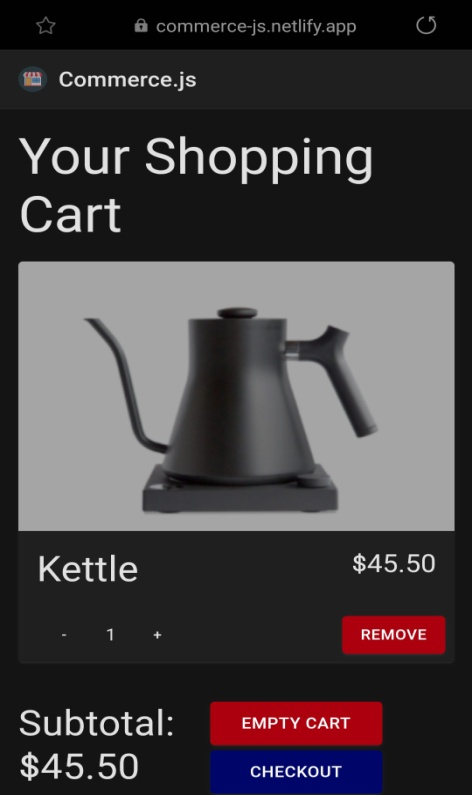 commerce-js.netlify.app
Commerce.js
Your Shopping
Cart
Kettle
$45.50
- 1 +
REMOVE
Subtotal:
$45.50
EMPTY CART
CHECKOUT